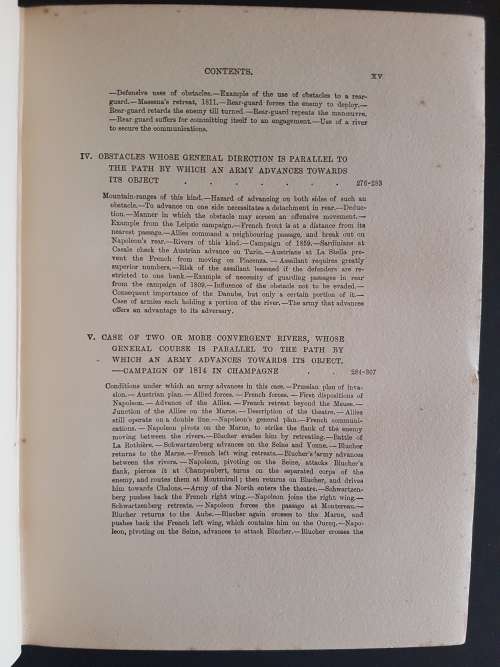 CONTENTS.
XV
—Defensive uses of obstacles.—Example of the use of obstacles to a rear-
guard.—Massena's retreat, 1811.—Rear-guard forces the enemy to deploy.—
Rear-guard retards the enemy till turned.—Rear-guard repeats the manœuvre.
—Rear guard suffers for committing itself to an engagement.—Use of a river
to secure the communications.
IV. OBSTACLES WHOSE GENERAL DIRECTION IS PARALLEL TO
THE PATH BY WHICH AN ARMY ADVANCES TOWARDS
ITS OBJECT . . . . . . . 276-283
Mountain-ranges of this kind.—Hazard of advancing on both sides of such an
obstacle.—To advance on one side necessitates a detachment in rear.—Deduc-
tion.—Manner in which the obstacle may screen an offensive movement.—
Example from the Leipsic campaign.—French front is at a distance from its
nearest passage.—Allies command a neighbouring passage, and break out on
Napoleon's rear.—Rivers of this kind.—Campaign of 1859.—Sardinians at
Casale check the Austrian advance on Turin.—Austrians at La Stella pre-
vent the French from moving on Piacenza.—Assailant requires greatly
superior numbers.—Risk of the assailant lessened if the defenders are re-
stricted to one bank.—Example of necessity of guarding passages in rear
from the campaign of 1809.—Influence of the obstacle not to be evaded.—
Consequent importance of the Danube, but only a certain portion of it.—
Case of armies each holding a portion of the river.—The army that advances
offers an advantage to its adversary.
V. CASE OF TWO OR MORE CONVERGENT RIVERS, WHOSE
GENERAL COURSE IS PARALLEL TO THE PATH BY
WHICH AN ARMY ADVANCES TOWARDS ITS OBJECT.
—CAMPAIGN OF 1814 IN CHAMPAGNE . . 284-307
Conditions under which an army advances in this case.—Prussian plan of inva-
sion.—Austrian plan.—Allied forces.—French forces.—First dispositions of
Napoleon.—Advance of the Allies.—French retreat beyond the Meuse.—
Junction of the Allies on the Marne.—Description of the theatre.—Allies
still operate on a double line.—Napoleon's general plan.—French communi-
cations.—Napoleon pivots on the Marne, to strike the flank of the enemy
moving between the rivers.—Blucher evades him by retreating.—Battle of
La Rothière.—Schwartzenberg advances on the Seine and Yonne.—Blucher
returns to the Marne.—French left wing retreats.—Blucher's army advances
between the rivers.—Napoleon, pivoting on the Seine, attacks Blucher's
flank, pierces it at Champeubert, turns on the separated corps of the
enemy, and routes them at Montmirail; then returns on Blucher, and drives
him towards Chalons.—Army of the North enters the theatre.—Schwartzen-
berg pushes back the French right wing.—Napoleon joins the right wing.—
Schwartzenberg retreats.—Napoleon forces the passage at Montereau.—
Blucher returns to the Aube.—Blucher again crosses to the Marne, and
pushes back the French left wing, which contains him on the Ourcq.—Napo-
leon, pivoting on the Seine, advances to attack Blucher.—Blucher crosses the